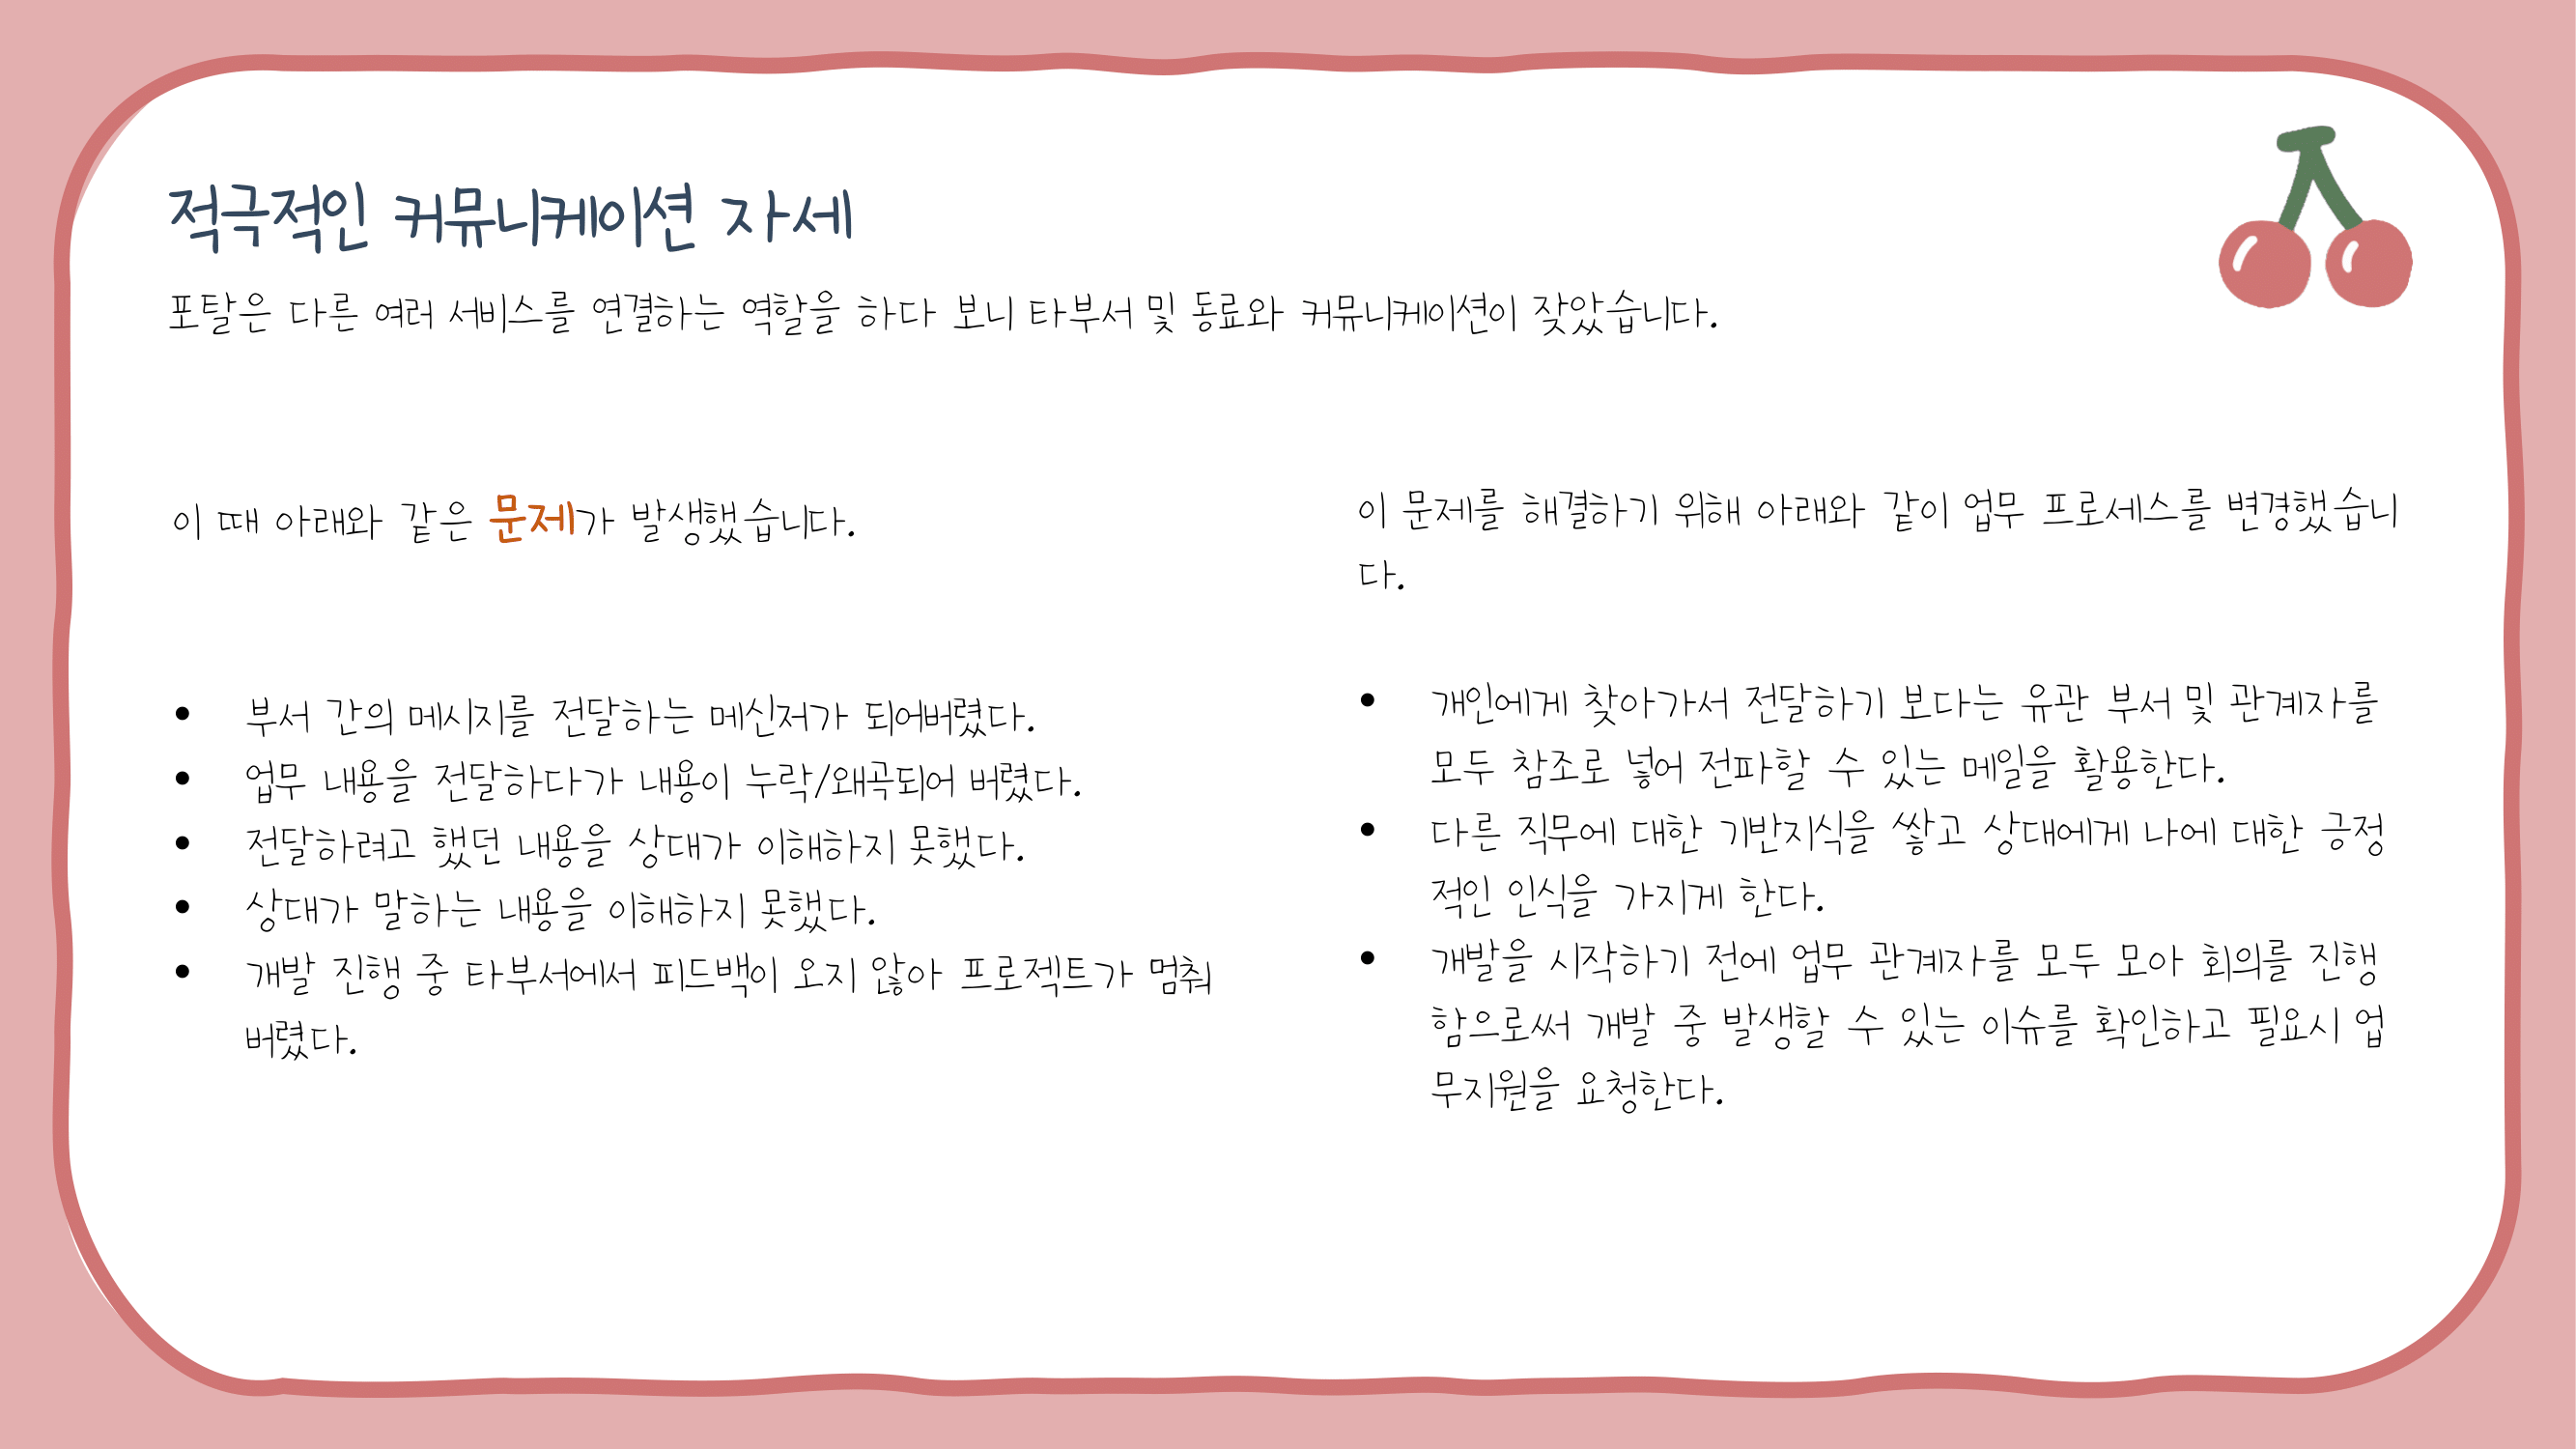 적극적인 커뮤니케이션 자세
포탈은 다른 여러 서비스를 연결하는 역할을 하다 보니 타부서 및 동료와 커뮤니케이션이 잦았습니다.
이 때 아래와 같은 문제가 발생했습니다.
• 부서 간의 메시지를 전달하는 메신저가 되어버렸다.
• 업무 내용을 전달하다가 내용이 누락/왜곡되어 버렸다.
• 전달하려고 했던 내용을 상대가 이해하지 못했다.
• 상대가 말하는 내용을 이해하지 못했다.
• 개발 진행 중 타부서에서 피드백이 오지 않아 프로젝트가 멈춰
버렸다.
이 문제를 해결하기 위해 아래와 같이 업무 프로세스를 변경했습니
다.
• 개인에게 찾아가서 전달하기 보다는 유관 부서 및 관계자를
모두 참조로 넣어 전파할 수 있는 메일을 활용한다.
• 다른 직무에 대한 기반지식을 쌓고 상대에게 나에 대한 긍정
적인 인식을 가지게 한다.
• 개발을 시작하기 전에 업무 관계자를 모두 모아 회의를 진행
함으로써 개발 중 발생할 수 있는 이슈를 확인하고 필요시 업
무지원을 요청한다.